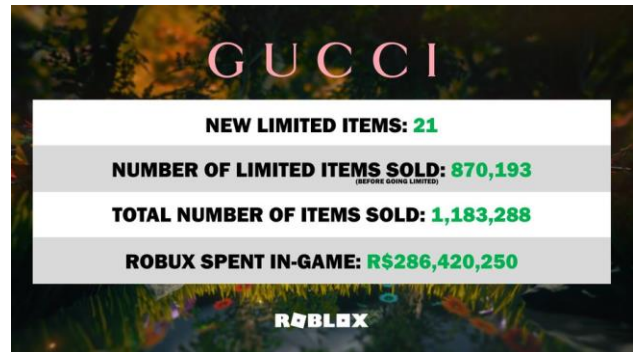 GUCCI
NEW LIMITED ITEMS: 21
NUMBER OF LIMITED ITEMS SOLD: 870,193
(BEFORE GOING LIMITED)
TOTAL NUMBER OF ITEMS SOLD: 1,183,288
ROBUX SPENT IN-GAME: R$286,420,250
ROBLOX